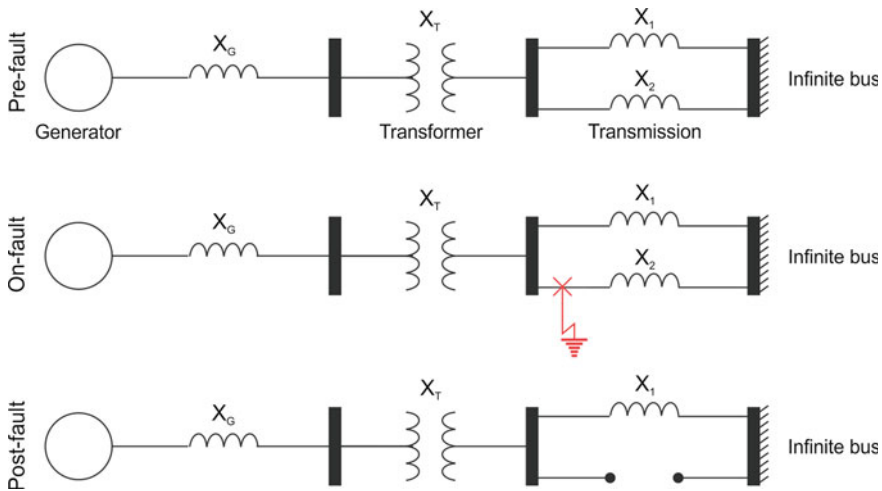 Pre-fault
X_G
X_T
X_1
X_2
Infinite bus
Generator
Transformer
Transmission
On-fault
X_G
X_T
X_1
X_2
Infinite bus
Post-fault
X_G
X_T
X_1
Infinite bus